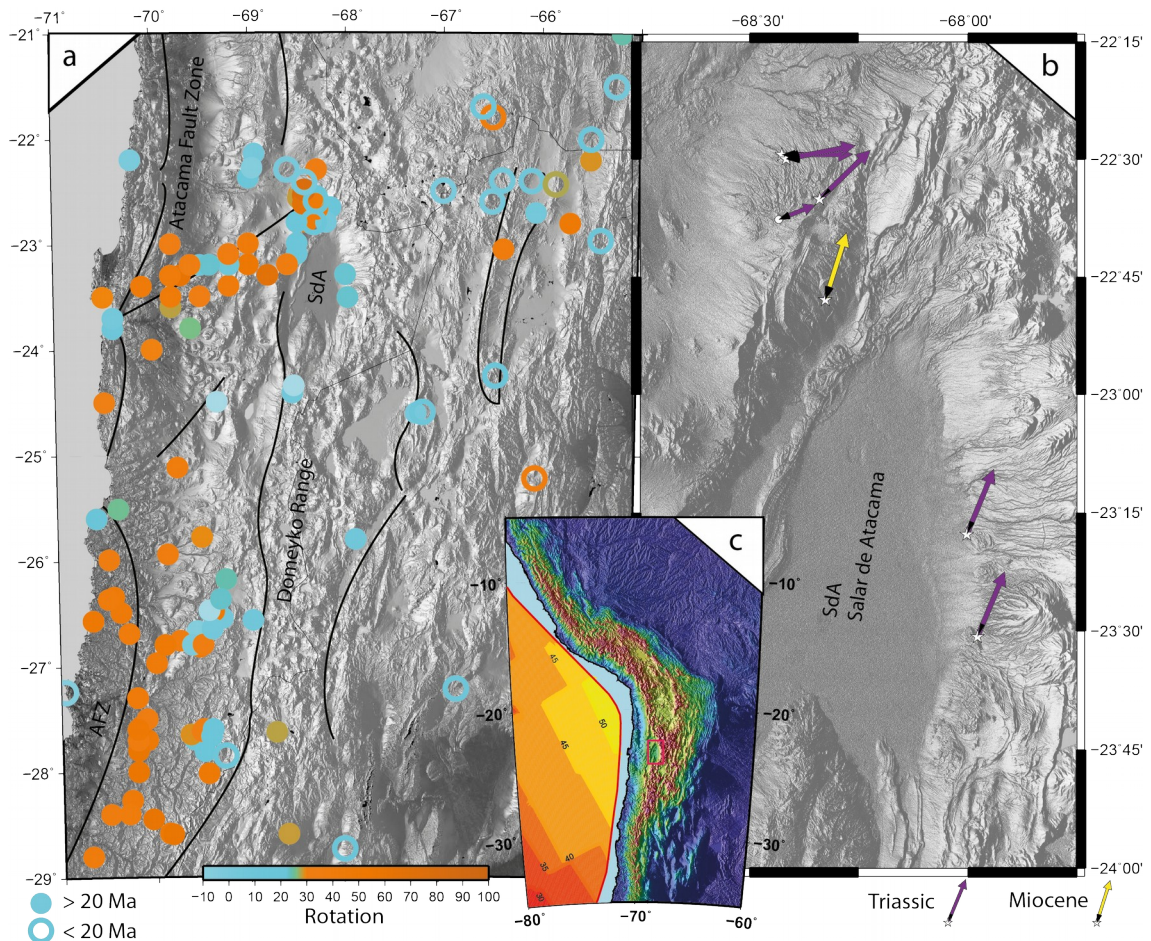 −71° −70° −69° −68° −67° −66°
−68°30' −68°00'
a
b
c
−21°
−22°
−23°
−24°
−25°
−26°
−27°
−28°
−29°
Atacama Fault Zone
SdA
Domeyko Range
AFZ
−22°15'
−22°30'
−22°45'
−23°00'
−23°15'
−23°30'
−23°45'
−24°00'
SdA
Salar de Atacama
−10° −10°
−20° −20°
−30° −30°
−80° −70° −60°
45
50
45
40
35
30
−10 0 10 20 30 40 50 60 70 80 90 100
Rotation
> 20 Ma
< 20 Ma
Triassic
Miocene